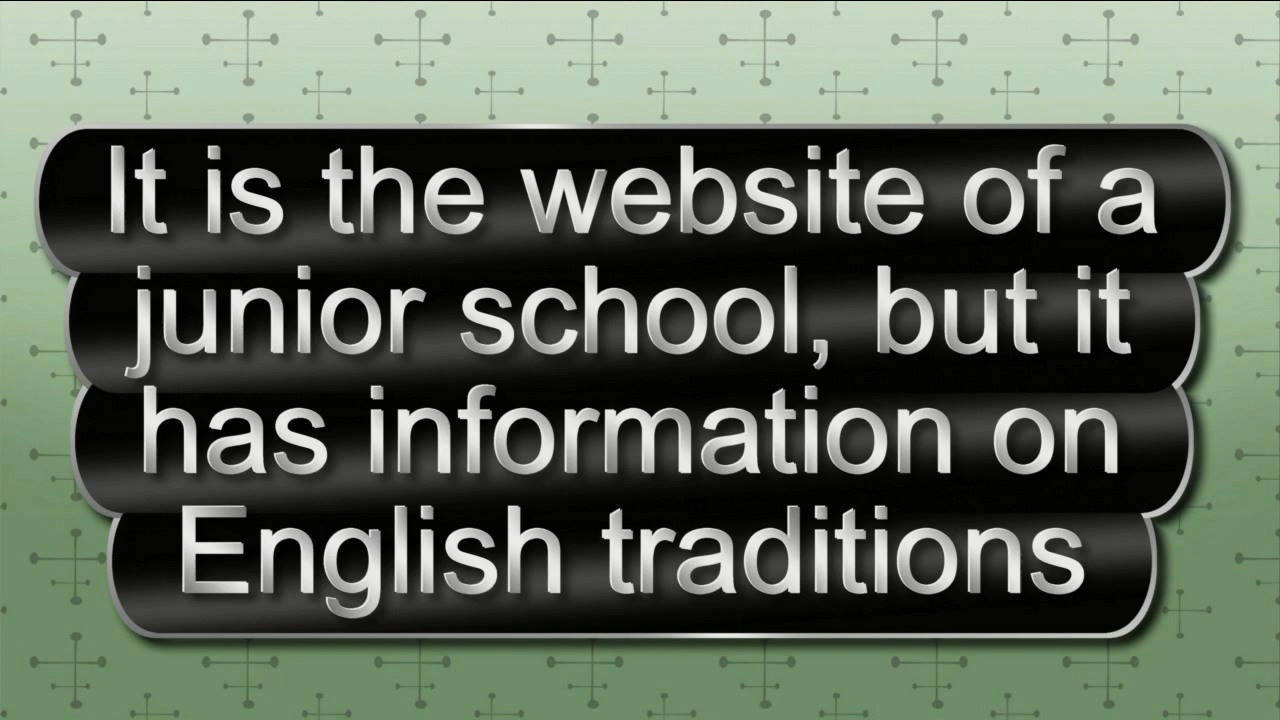 It is the website of a
junior school, but it
has information on
English traditions